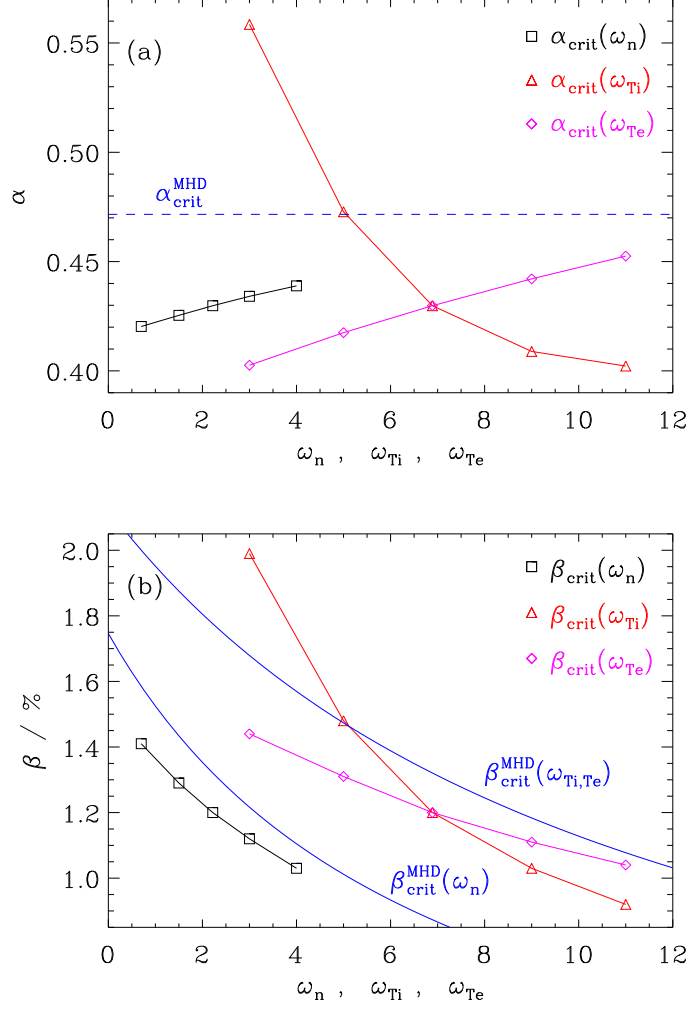 (a)
α_crit(ω_n)
α_crit(ω_Ti)
α_crit(ω_Te)
α_crit^MHD
0.55
0.50
0.45
0.40
α
0 2 4 6 8 10 12
ω_n , ω_Ti , ω_Te
(b)
β_crit(ω_n)
β_crit(ω_Ti)
β_crit(ω_Te)
β_crit^MHD(ω_Ti,Te)
β_crit^MHD(ω_n)
2.0
1.8
1.6
1.4
1.2
1.0
β / %
0 2 4 6 8 10 12
ω_n , ω_Ti , ω_Te